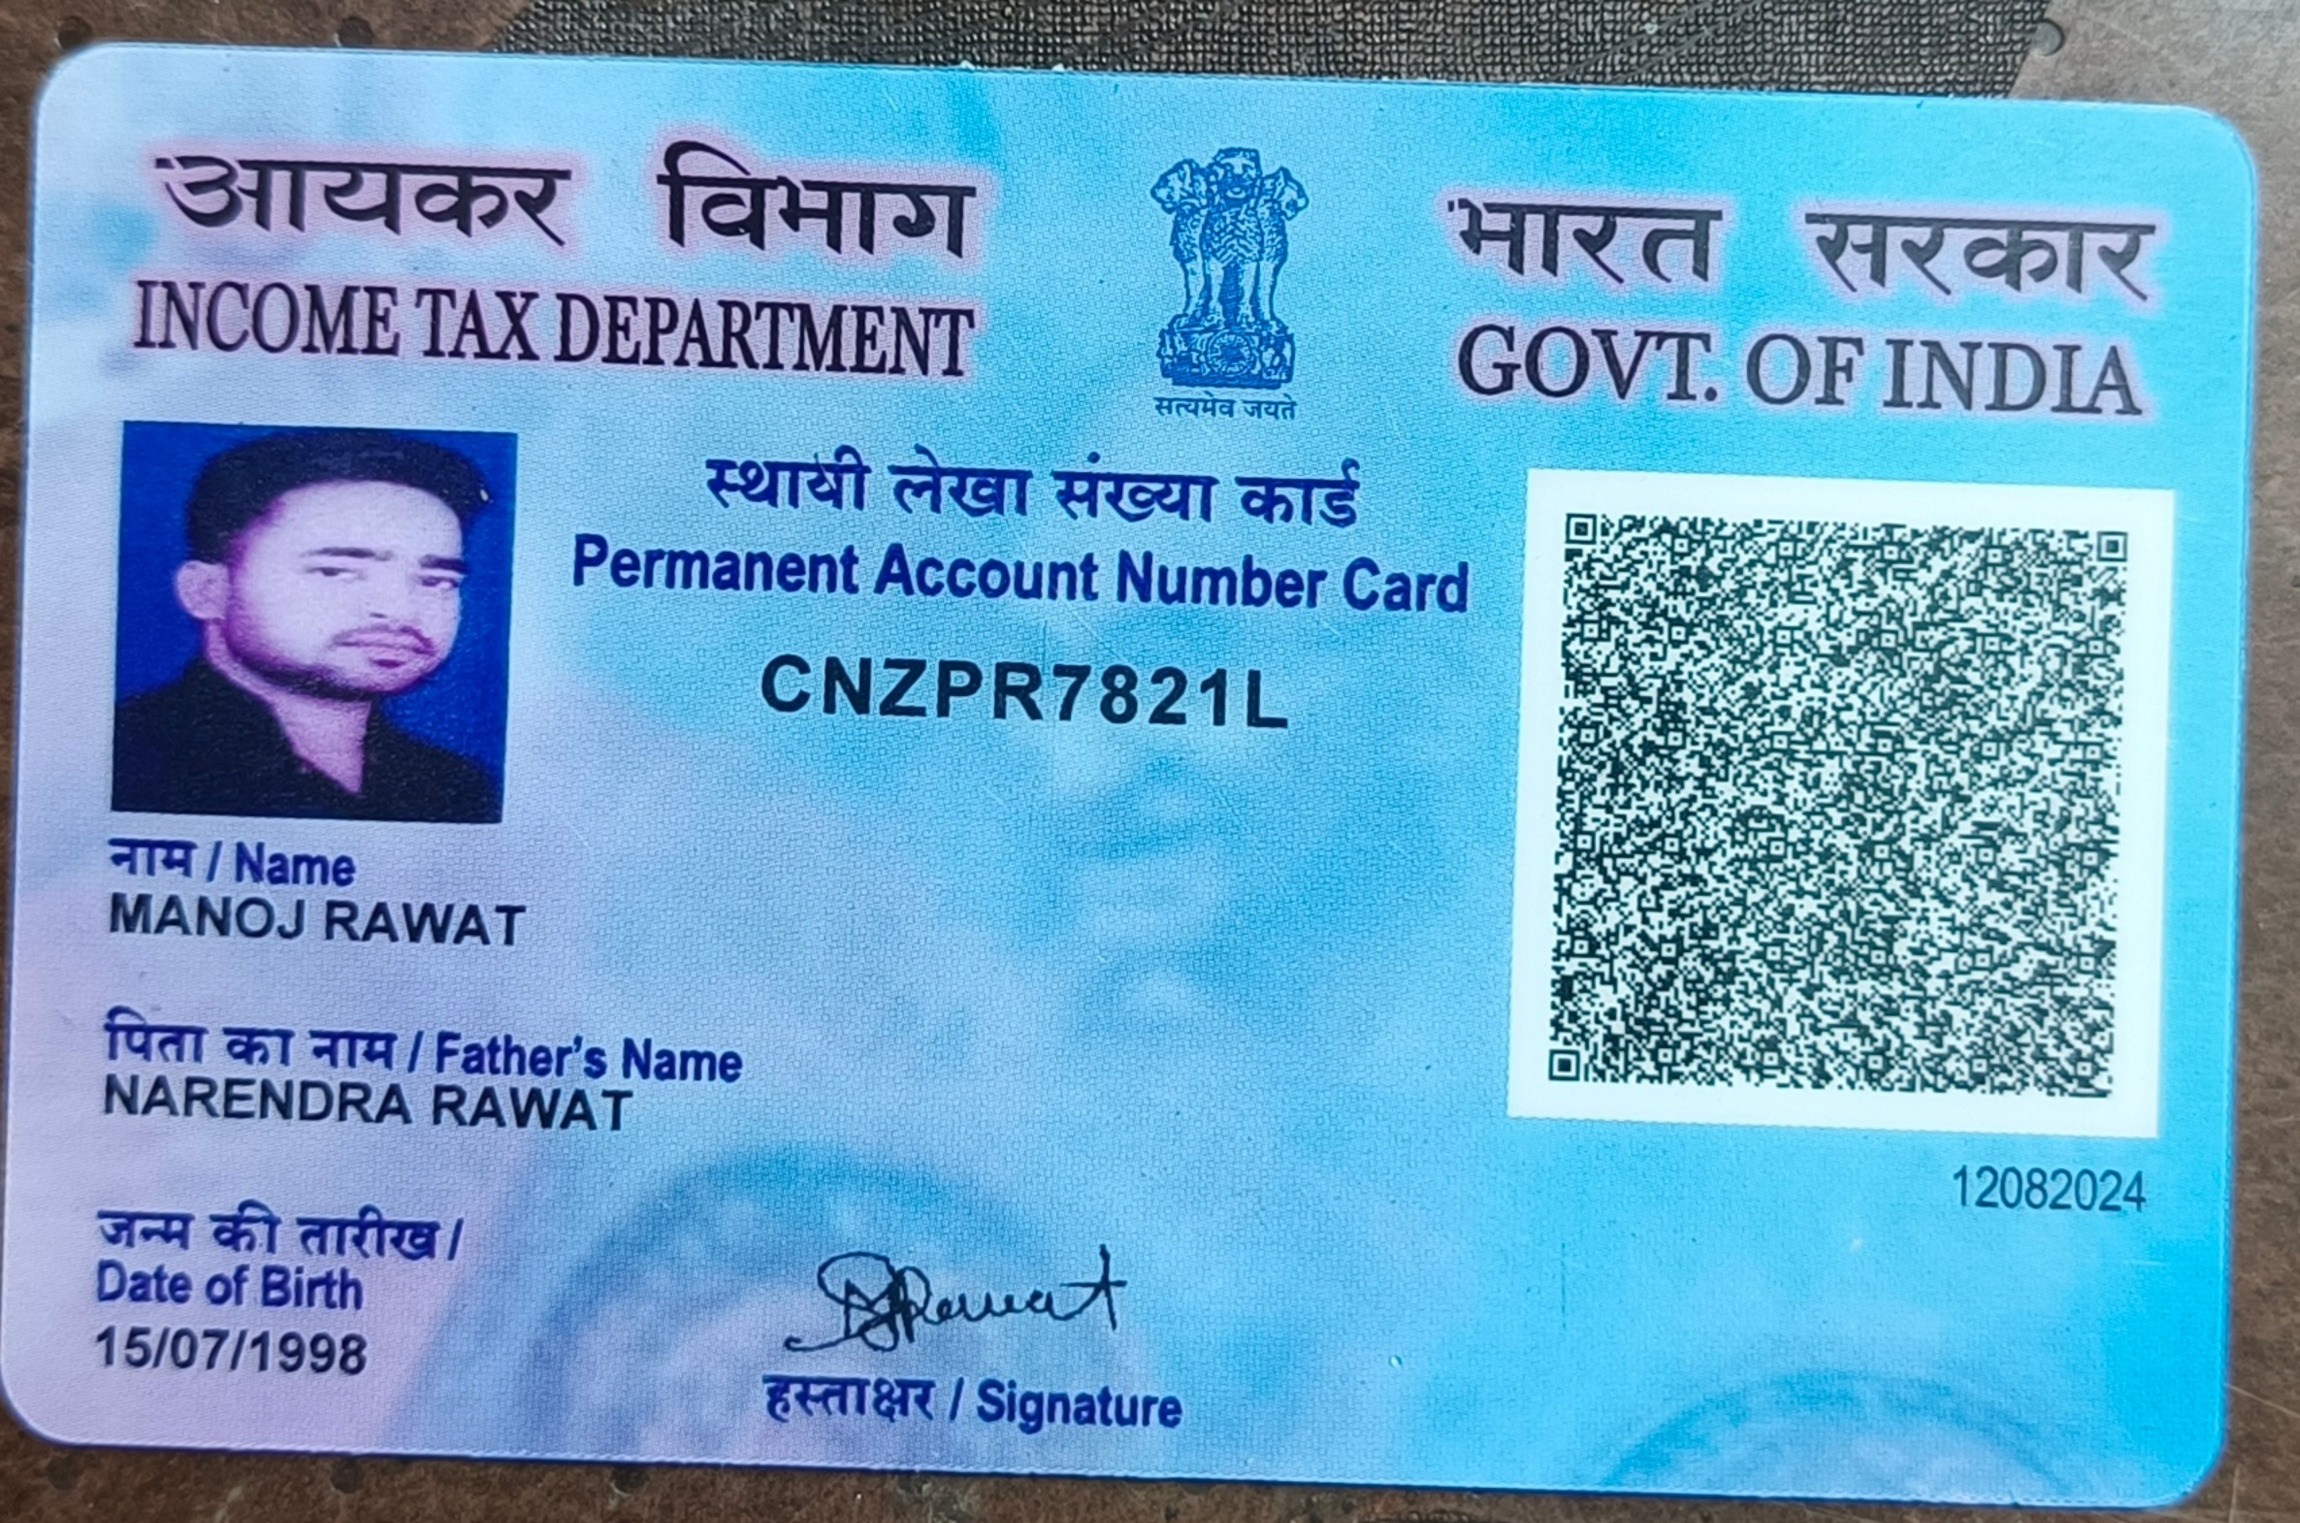 आयकर विभाग
INCOME TAX DEPARTMENT
सत्यमेव जयते
भारत सरकार
GOVT. OF INDIA
स्थायी लेखा संख्या कार्ड
Permanent Account Number Card
CNZPR7821L
नाम / Name
MANOJ RAWAT
पिता का नाम / Father's Name
NARENDRA RAWAT
12082024
जन्म की तारीख /
Date of Birth
15/07/1998
हस्ताक्षर / Signature